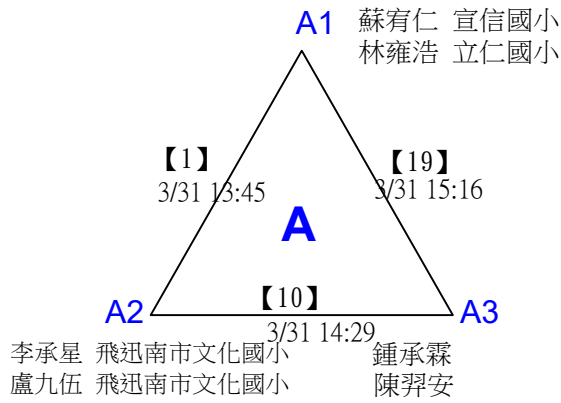 A1 蘇宥仁 宣信國小
林雍浩 立仁國小
【1】
3/31 13:45
【19】
3/31 15:16
A
【10】
3/31 14:29
A2
A3
李承星 飛迅南市文化國小
盧九伍 飛迅南市文化國小
鍾承霖
陳羿安